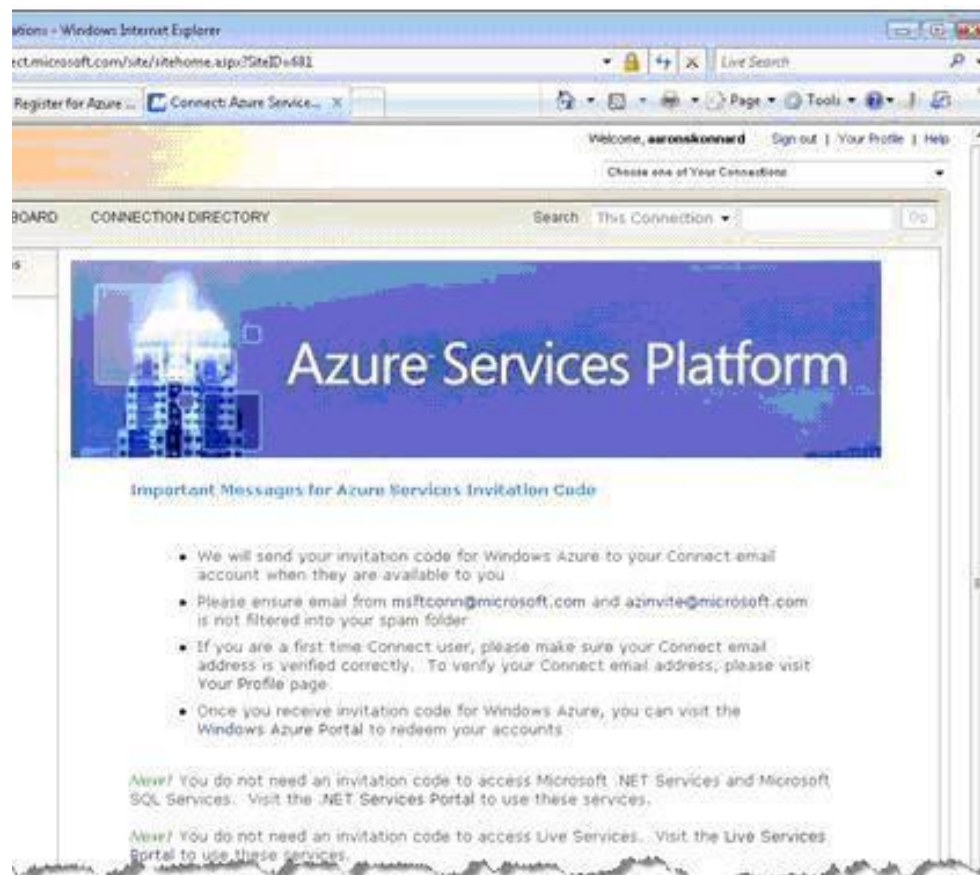 ations - Windows Internet Explorer
ect.microsoft.com/site/sitehome.aspx?SiteID=681
Live Search
Register for Azure ...
Connect: Azure Service...
Page
Tools
Welcome, aaronskonnard Sign out | Your Profile | Help
Choose one of Your Connections
BOARD CONNECTION DIRECTORY Search This Connection Go
s
Azure Services Platform
Important Messages for Azure Services Invitation Code
• We will send your invitation code for Windows Azure to your Connect email
account when they are available to you
• Please ensure email from msftconn@microsoft.com and azinvite@microsoft.com
is not filtered into your spam folder
• If you are a first time Connect user, please make sure your Connect email
address is verified correctly. To verify your Connect email address, please visit
Your Profile page.
• Once you receive invitation code for Windows Azure, you can visit the
Windows Azure Portal to redeem your accounts
New! You do not need an invitation code to access Microsoft .NET Services and Microsoft
SQL Services. Visit the .NET Services Portal to use these services.
New! You do not need an invitation code to access Live Services. Visit the Live Services
Portal to use these services.